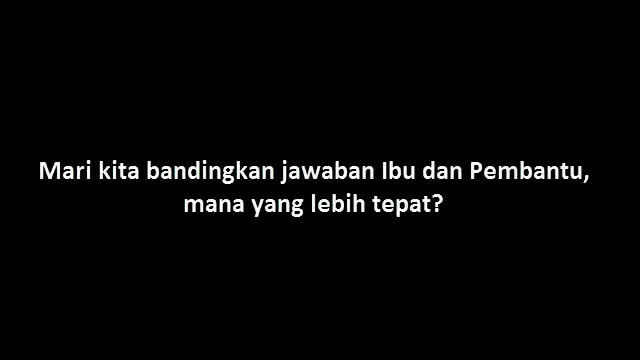 Mari kita bandingkan jawaban Ibu dan Pembantu,
mana yang lebih tepat?